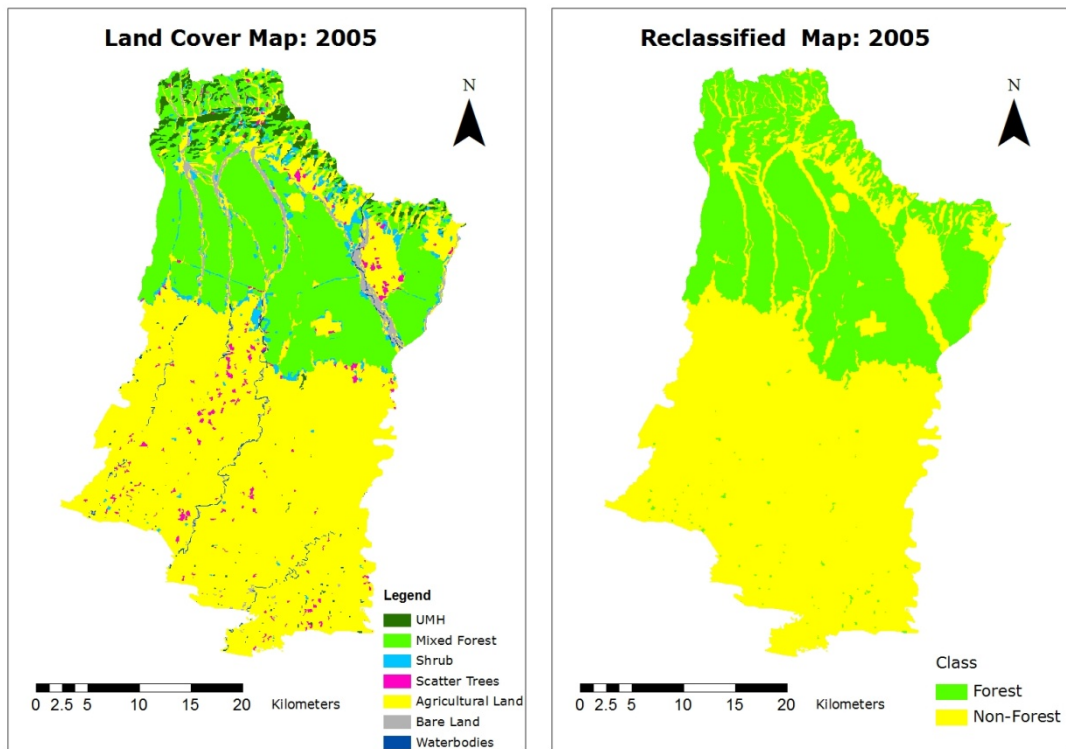 Land Cover Map: 2005
N
Legend
UMH
Mixed Forest
Shrub
Scatter Trees
Agricultural Land
Bare Land
Waterbodies
0 2.5 5 10 15 20 Kilometers
Reclassified Map: 2005
N
Class
Forest
Non-Forest
0 2.5 5 10 15 20 Kilometers